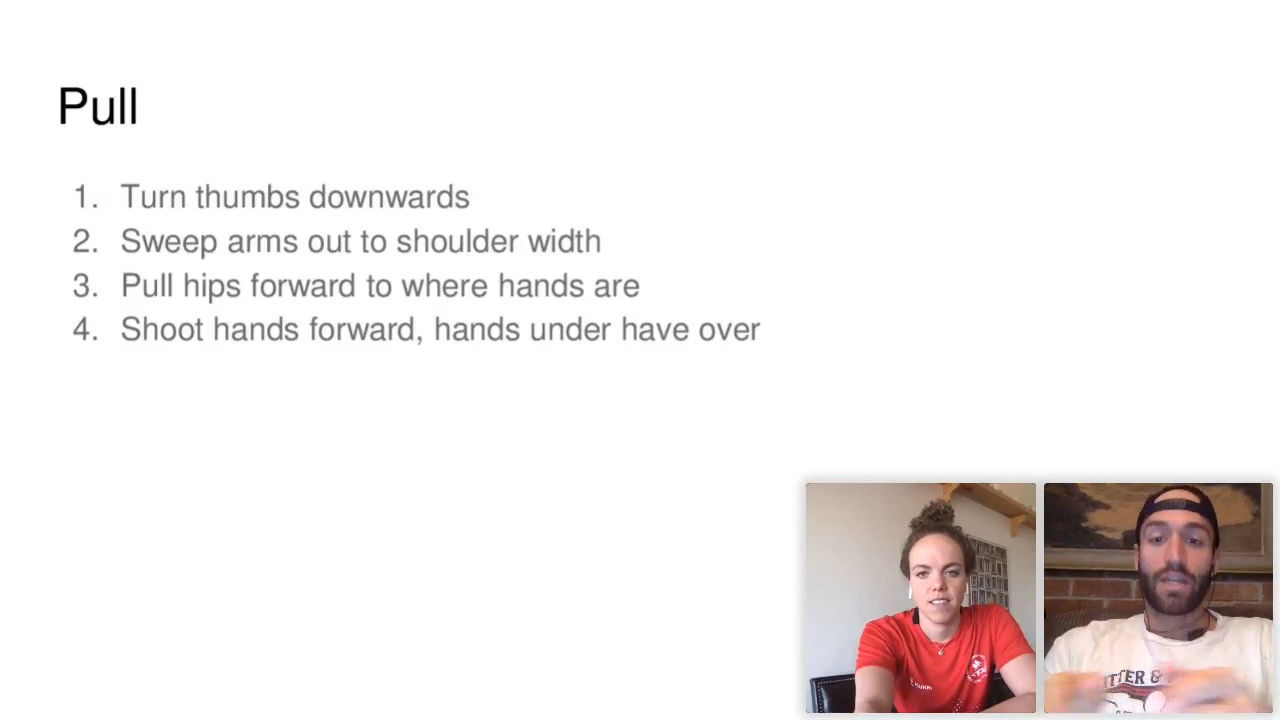 Pull
1. Turn thumbs downwards
2. Sweep arms out to shoulder width
3. Pull hips forward to where hands are
4. Shoot hands forward, hands under have over